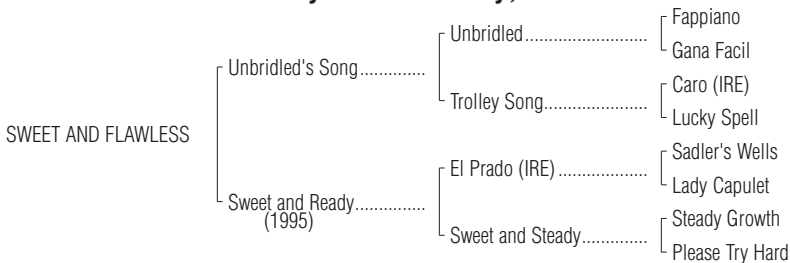 Fappiano
Unbridled........................
Gana Facil
Unbridled's Song..............
Caro (IRE)
Trolley Song.....................
Lucky Spell
SWEET AND FLAWLESS
Sadler's Wells
El Prado (IRE) ..................
Lady Capulet
Sweet and Ready...............
(1995)
Steady Growth
Sweet and Steady.............
Please Try Hard